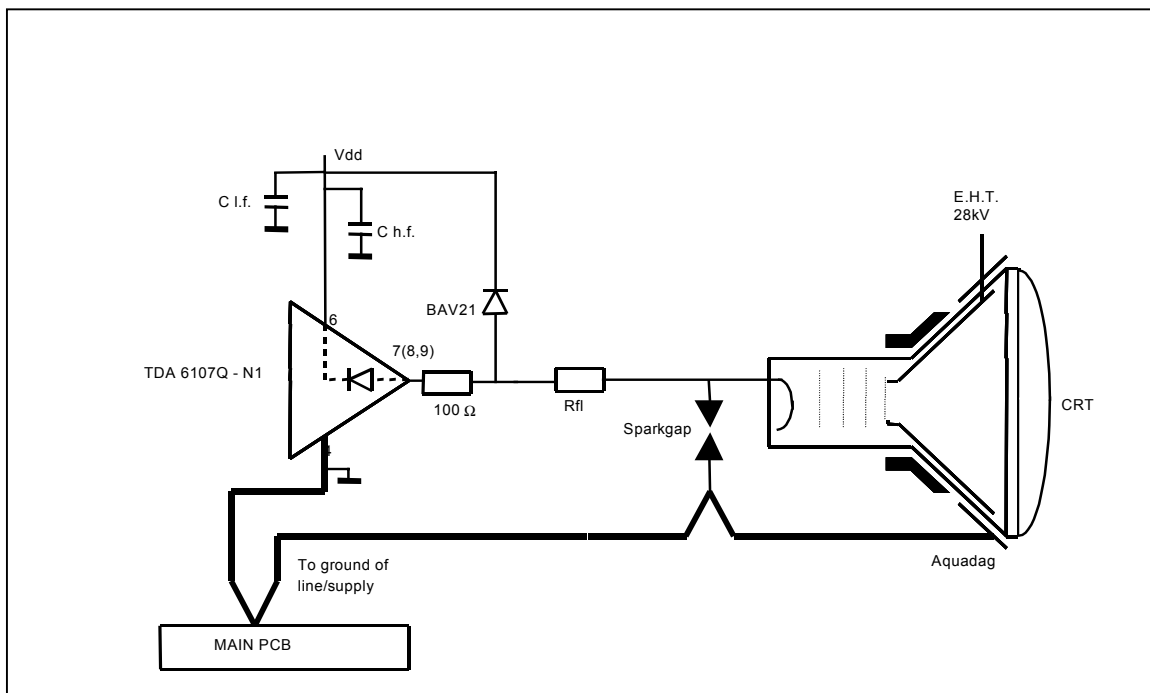 Vdd
C l.f.
C h.f.
E.H.T.
28kV
BAV21
6
7(8,9)
TDA 6107Q - N1
100 Ω
Rfl
Sparkgap
CRT
4
To ground of
line/supply
Aquadag
MAIN PCB